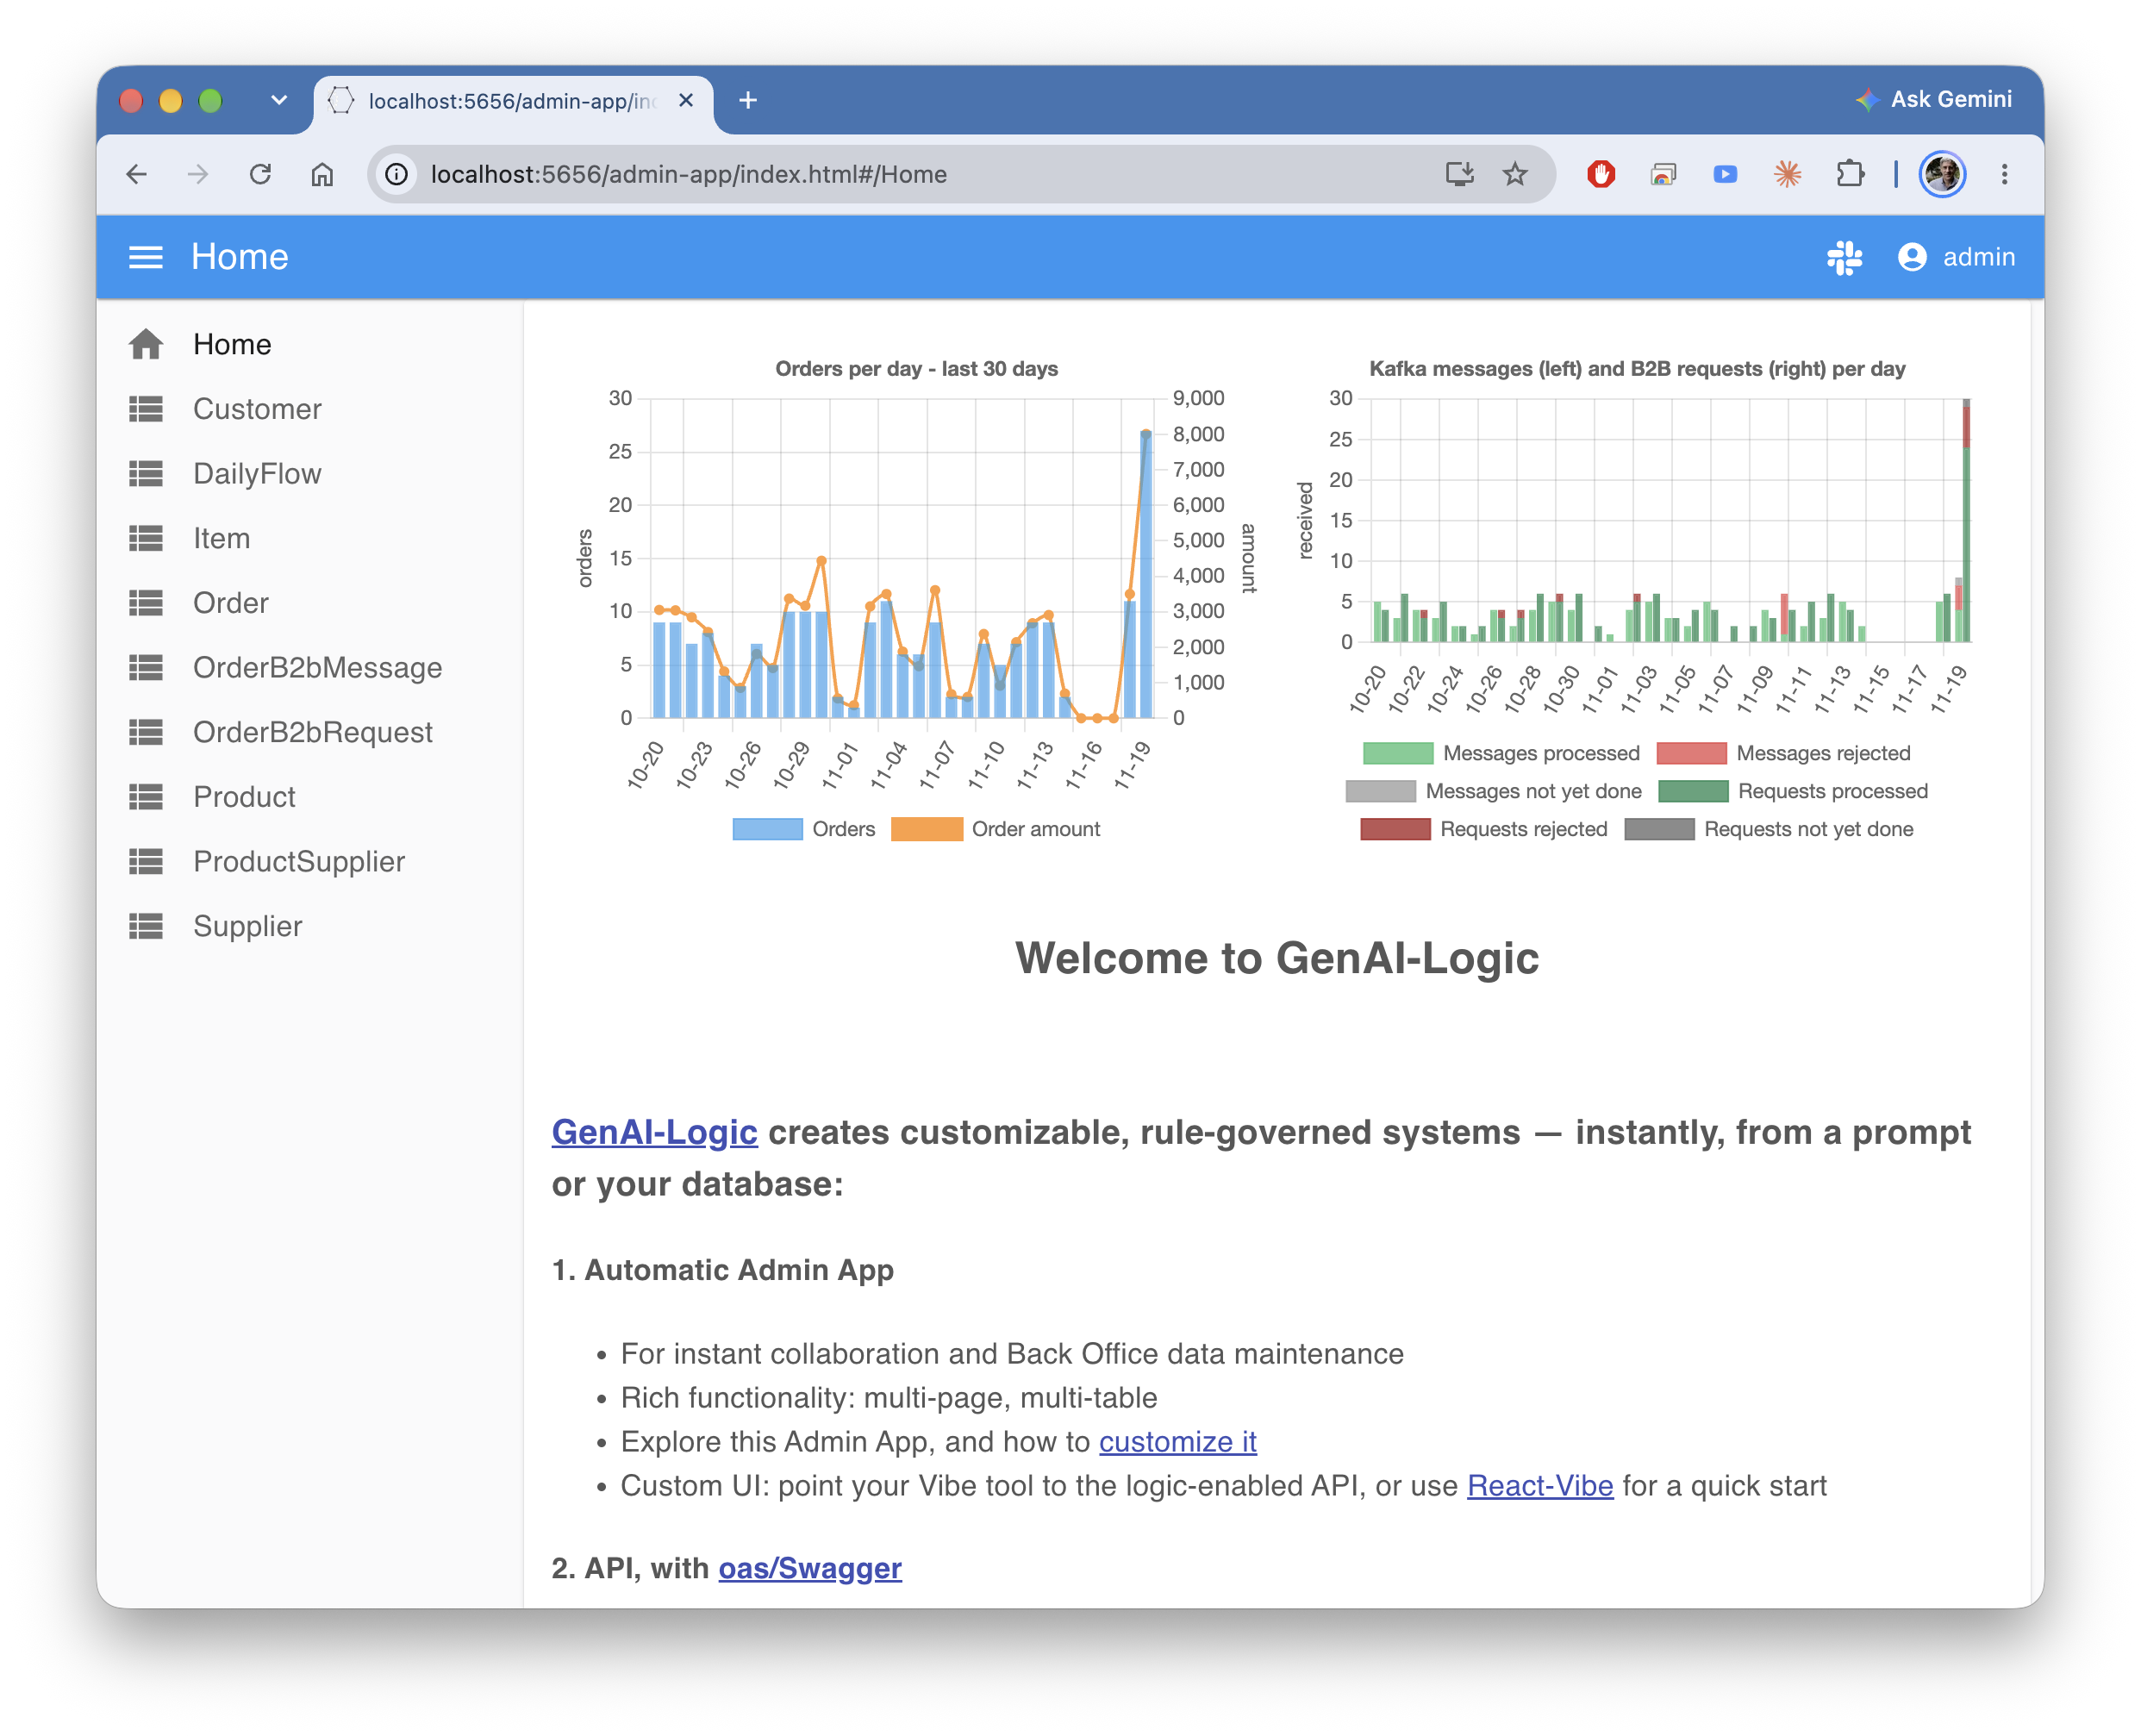 localhost:5656/admin-app/in
Ask Gemini
localhost:5656/admin-app/index.html#/Home
Home
admin
Home
Customer
DailyFlow
Item
Order
OrderB2bMessage
OrderB2bRequest
Product
ProductSupplier
Supplier
Orders per day - last 30 days
30
25
20
15
10
5
0
orders
9,000
8,000
7,000
6,000
5,000
4,000
3,000
2,000
1,000
0
amount
10-20
10-23
10-26
10-29
11-01
11-04
11-07
11-10
11-13
11-16
11-19
Orders
Order amount
Kafka messages (left) and B2B requests (right) per day
30
25
20
15
10
5
0
received
10-20
10-22
10-24
10-26
10-28
10-30
11-01
11-03
11-05
11-07
11-09
11-11
11-13
11-15
11-17
11-19
Messages processed
Messages rejected
Messages not yet done
Requests processed
Requests rejected
Requests not yet done
Welcome to GenAI-Logic
GenAI-Logic creates customizable, rule-governed systems — instantly, from a prompt
or your database:
1. Automatic Admin App
• For instant collaboration and Back Office data maintenance
• Rich functionality: multi-page, multi-table
• Explore this Admin App, and how to customize it
• Custom UI: point your Vibe tool to the logic-enabled API, or use React-Vibe for a quick start
2. API, with oas/Swagger